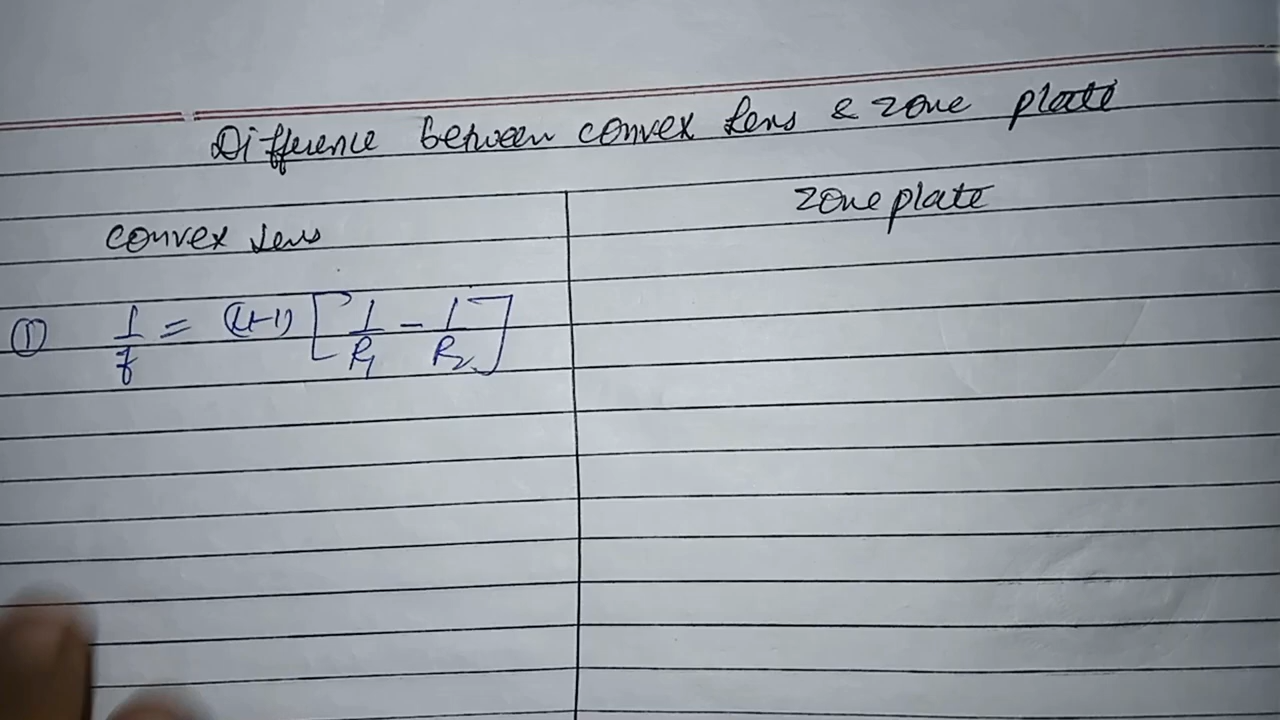 Difference between convex lens & zone plate
convex lens
zone plate
① 1/f = (μ-1) [1/R₁ - 1/R₂]